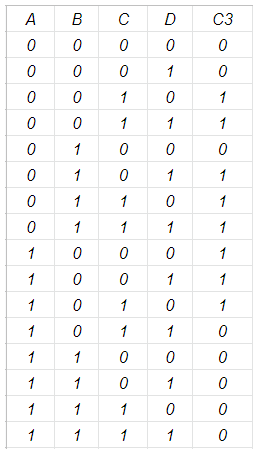 A B C D C3
0 0 0 0 0
0 0 0 1 0
0 0 1 0 1
0 0 1 1 1
0 1 0 0 0
0 1 0 1 1
0 1 1 0 1
0 1 1 1 1
1 0 0 0 1
1 0 0 1 1
1 0 1 0 1
1 0 1 1 0
1 1 0 0 0
1 1 0 1 0
1 1 1 0 0
1 1 1 1 0